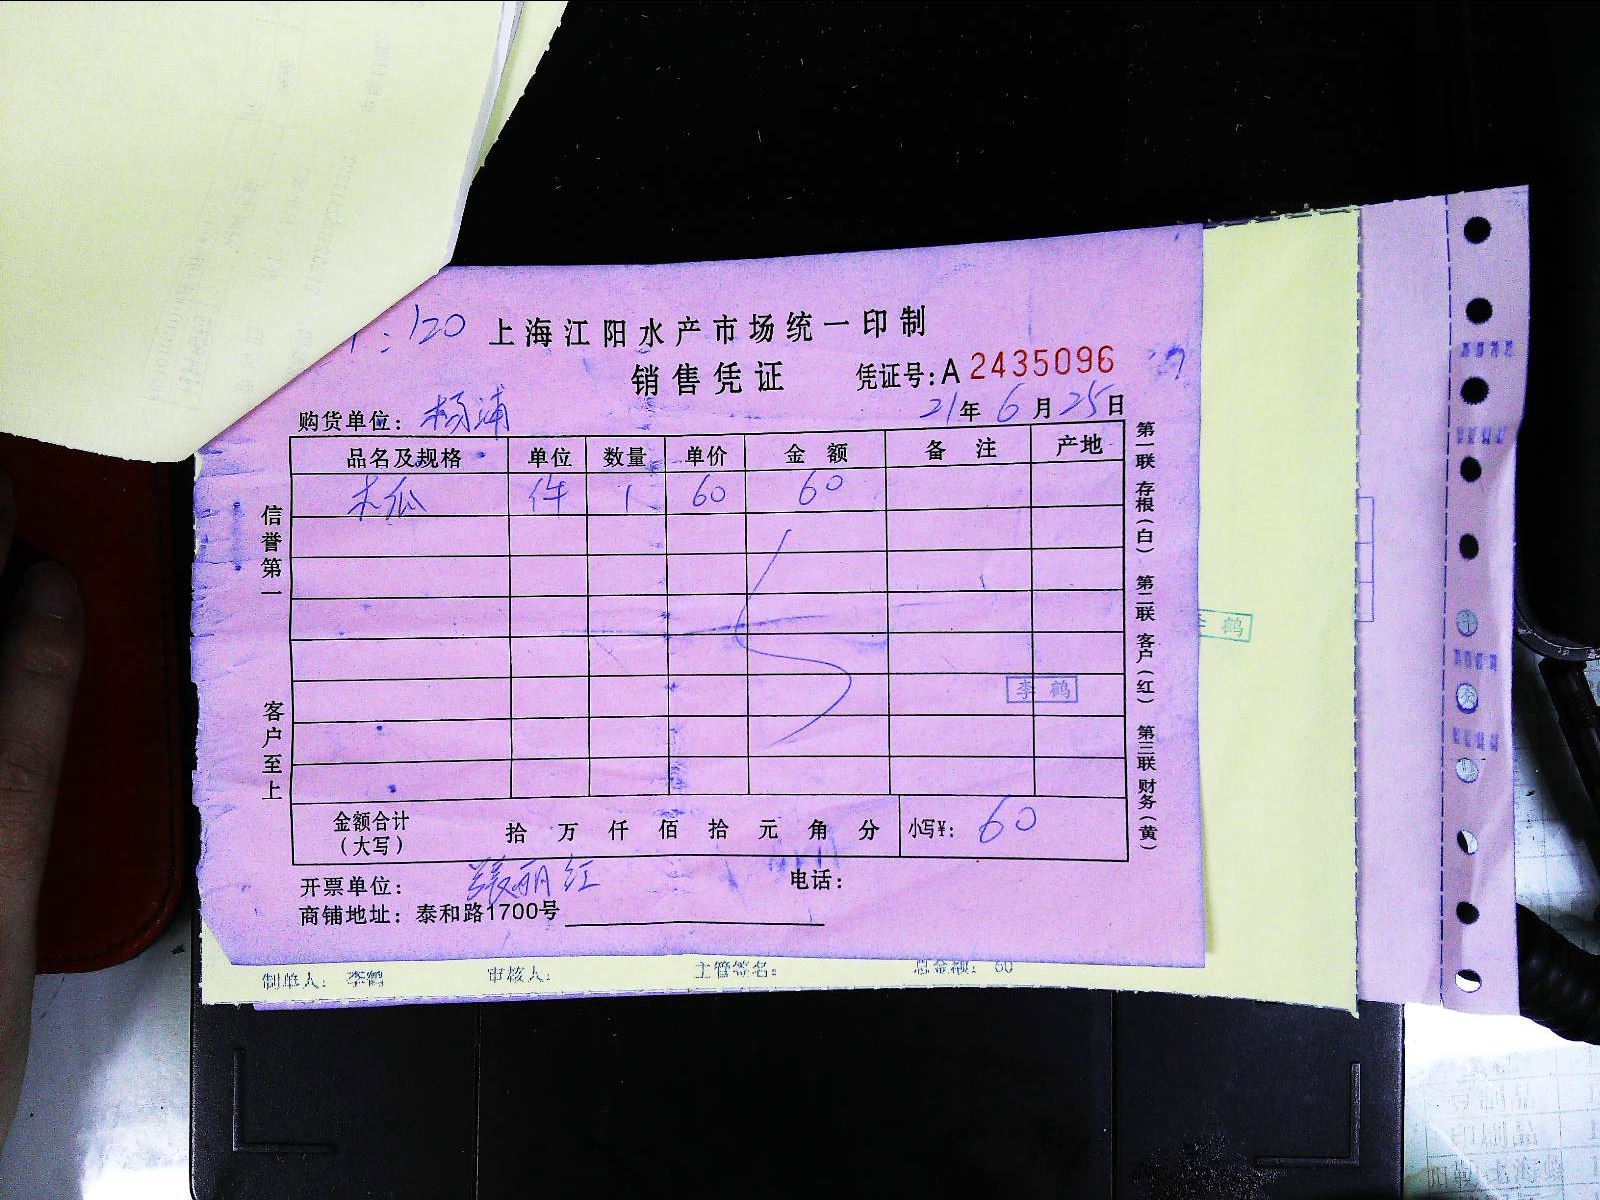 :120
上海江阳水产市场统一印制
销售凭证
凭证号:A 2435096
购货单位: 杨浦
21年 6月 25日
品名及规格 单位 数量 单价 金额 备注 产地
木瓜 件 1 60 60
信誉第一
客户至上
李鹤
李鹤
第一联 存根(白) 第二联 客户(红) 第三联 财务(黄)
金额合计(大写) 拾 万 仟 佰 拾 元 角 分 小写¥: 60
开票单位: 张丽红 电话:
商铺地址: 泰和路1700号
制单人: 李鹤 审核人: 主管签名: 总金额: 60